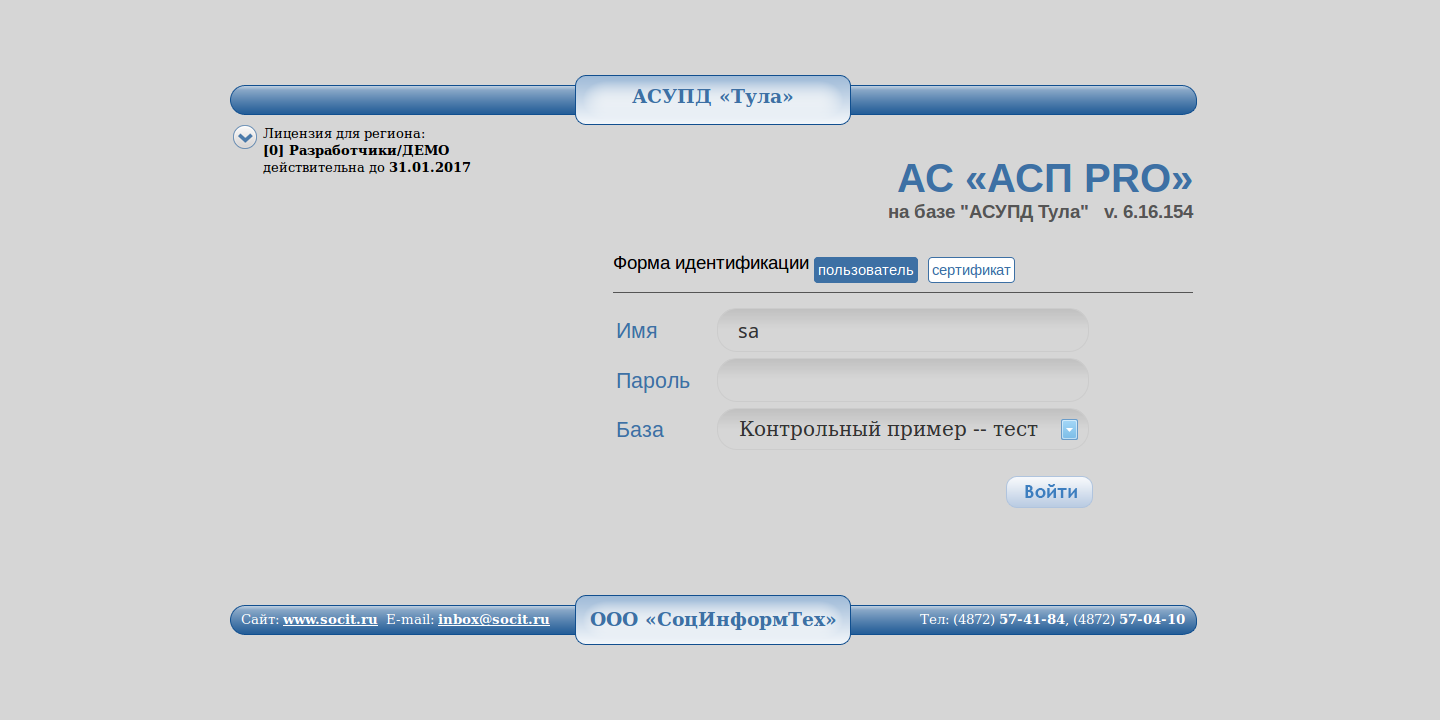 АСУПД «Тула»
Лицензия для региона:
[0] Разработчики/ДЕМО
действительна до 31.01.2017
АС «АСП PRO»
на базе "АСУПД Тула" v. 6.16.154
Форма идентификации пользователь сертификат
Имя sa
Пароль
База Контрольный пример -- тест
Войти
Сайт: www.socit.ru E-mail: inbox@socit.ru ООО «СоцИнформТех» Тел: (4872) 57-41-84, (4872) 57-04-10